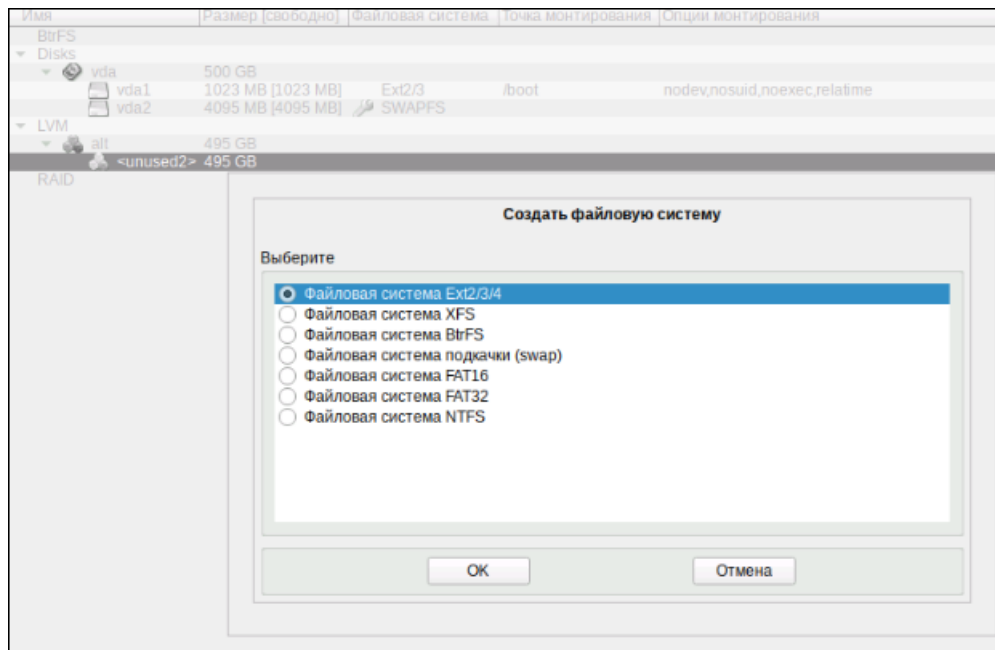 Имя Размер [свободно] Файловая система Точка монтирования Опции монтирования
BtrFS
Disks
vda 500 GB
vda1 1023 MB [1023 MB] Ext2/3 /boot nodev,nosuid,noexec,relatime
vda2 4095 MB [4095 MB] SWAPFS
LVM
alt 495 GB
<unused2> 495 GB
RAID
Создать файловую систему
Выберите
Файловая система Ext2/3/4
Файловая система XFS
Файловая система BtrFS
Файловая система подкачки (swap)
Файловая система FAT16
Файловая система FAT32
Файловая система NTFS
OK Отмена